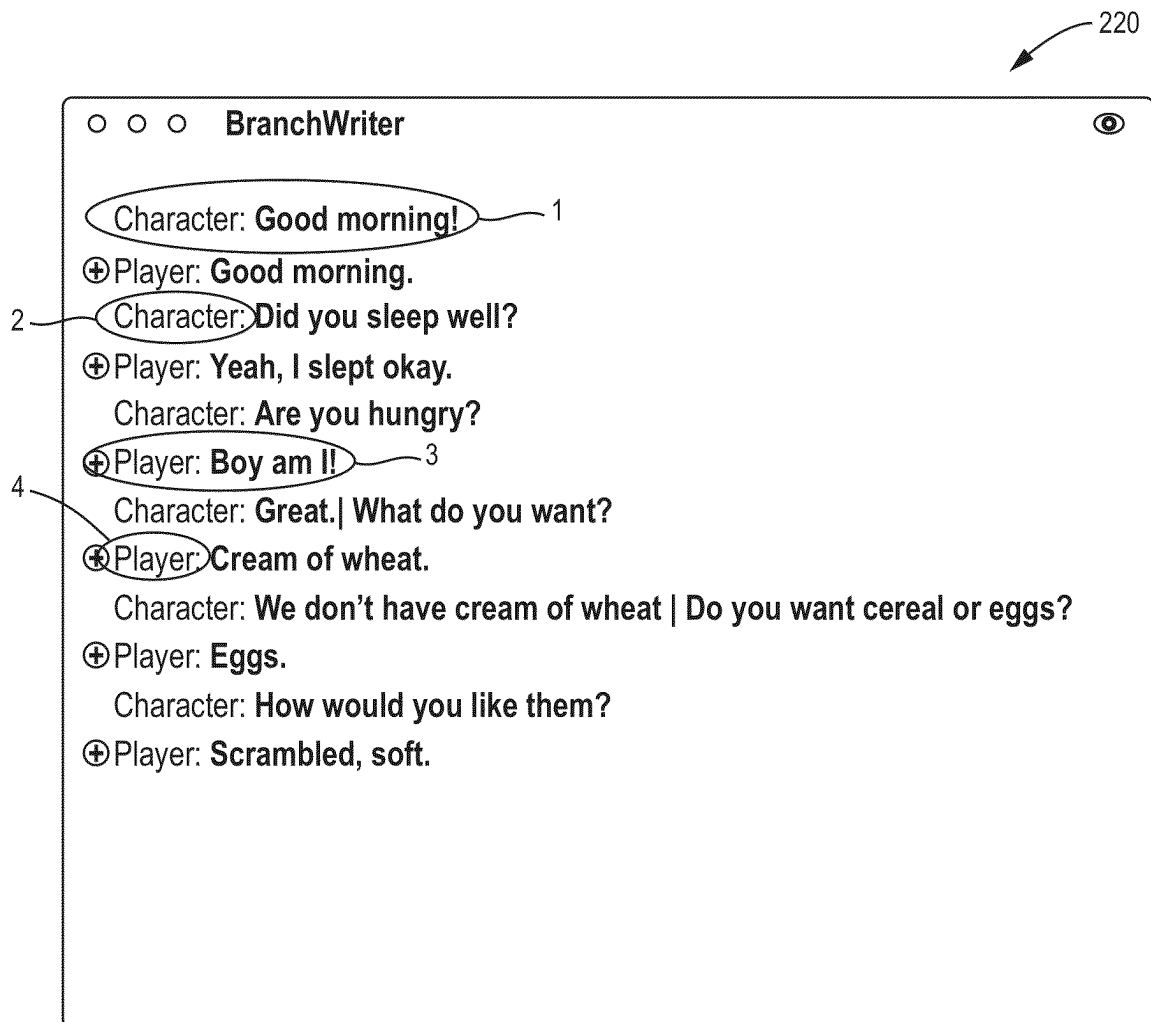 220
BranchWriter
Character: Good morning! 1
Player: Good morning.
2 Character: Did you sleep well?
Player: Yeah, I slept okay.
Character: Are you hungry?
Player: Boy am I! 3
4
Character: Great.| What do you want?
Player: Cream of wheat.
Character: We don't have cream of wheat | Do you want cereal or eggs?
Player: Eggs.
Character: How would you like them?
Player: Scrambled, soft.